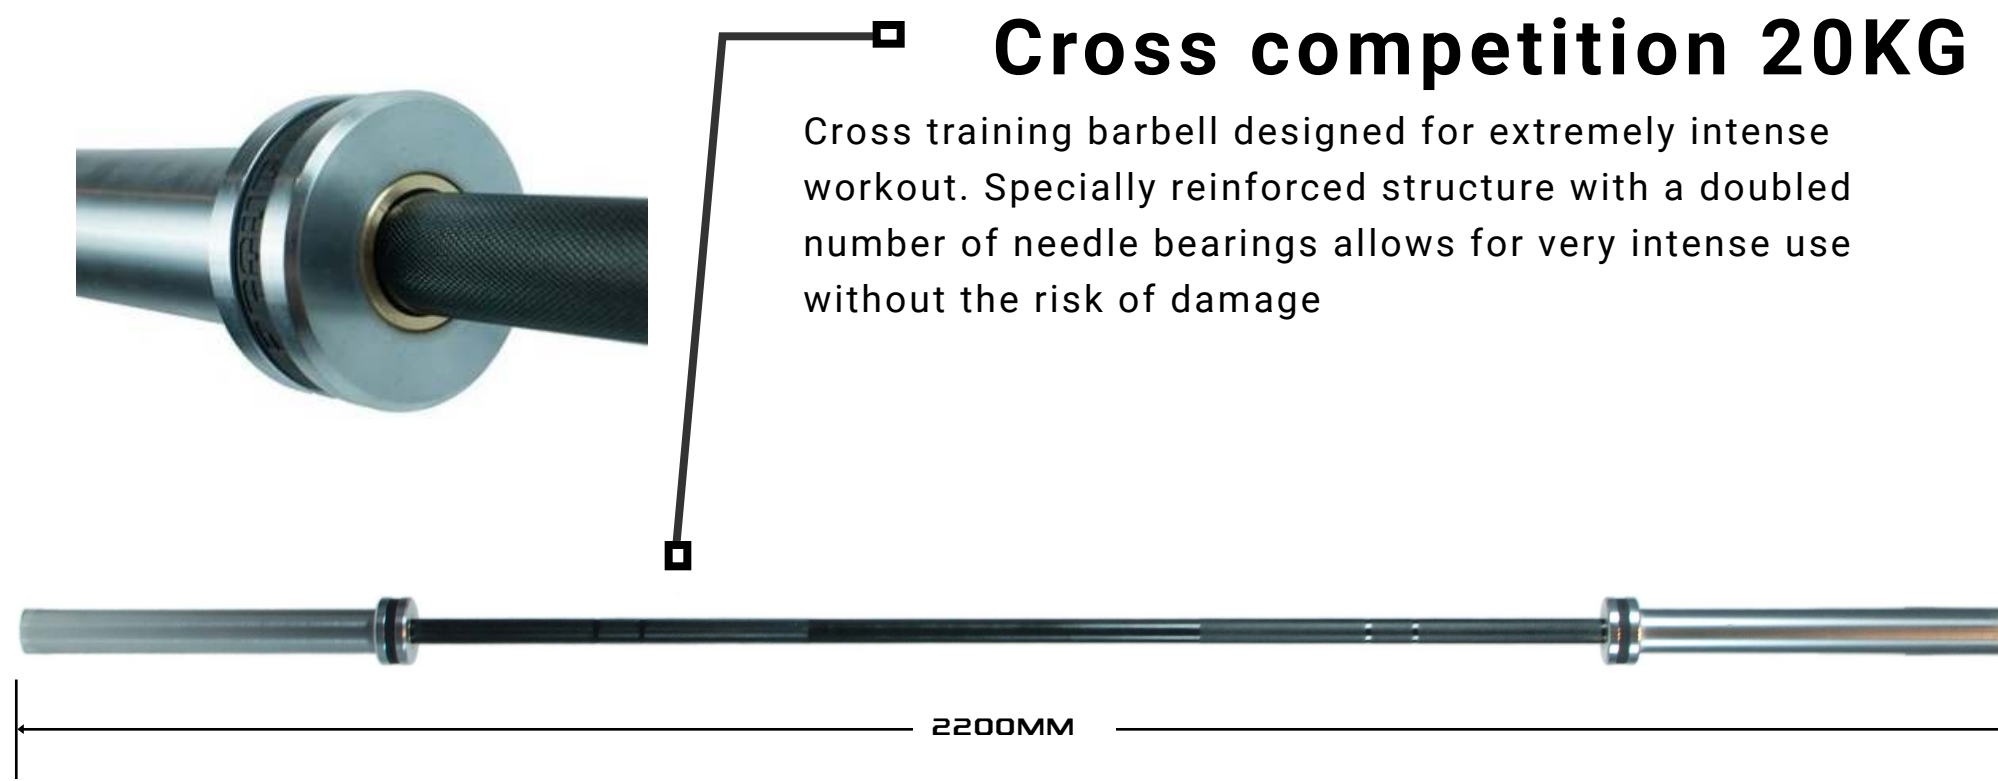 Cross competition 20KG
Cross training barbell designed for extremely intense
workout. Specially reinforced structure with a doubled
number of needle bearings allows for very intense use
without the risk of damage
2200MM